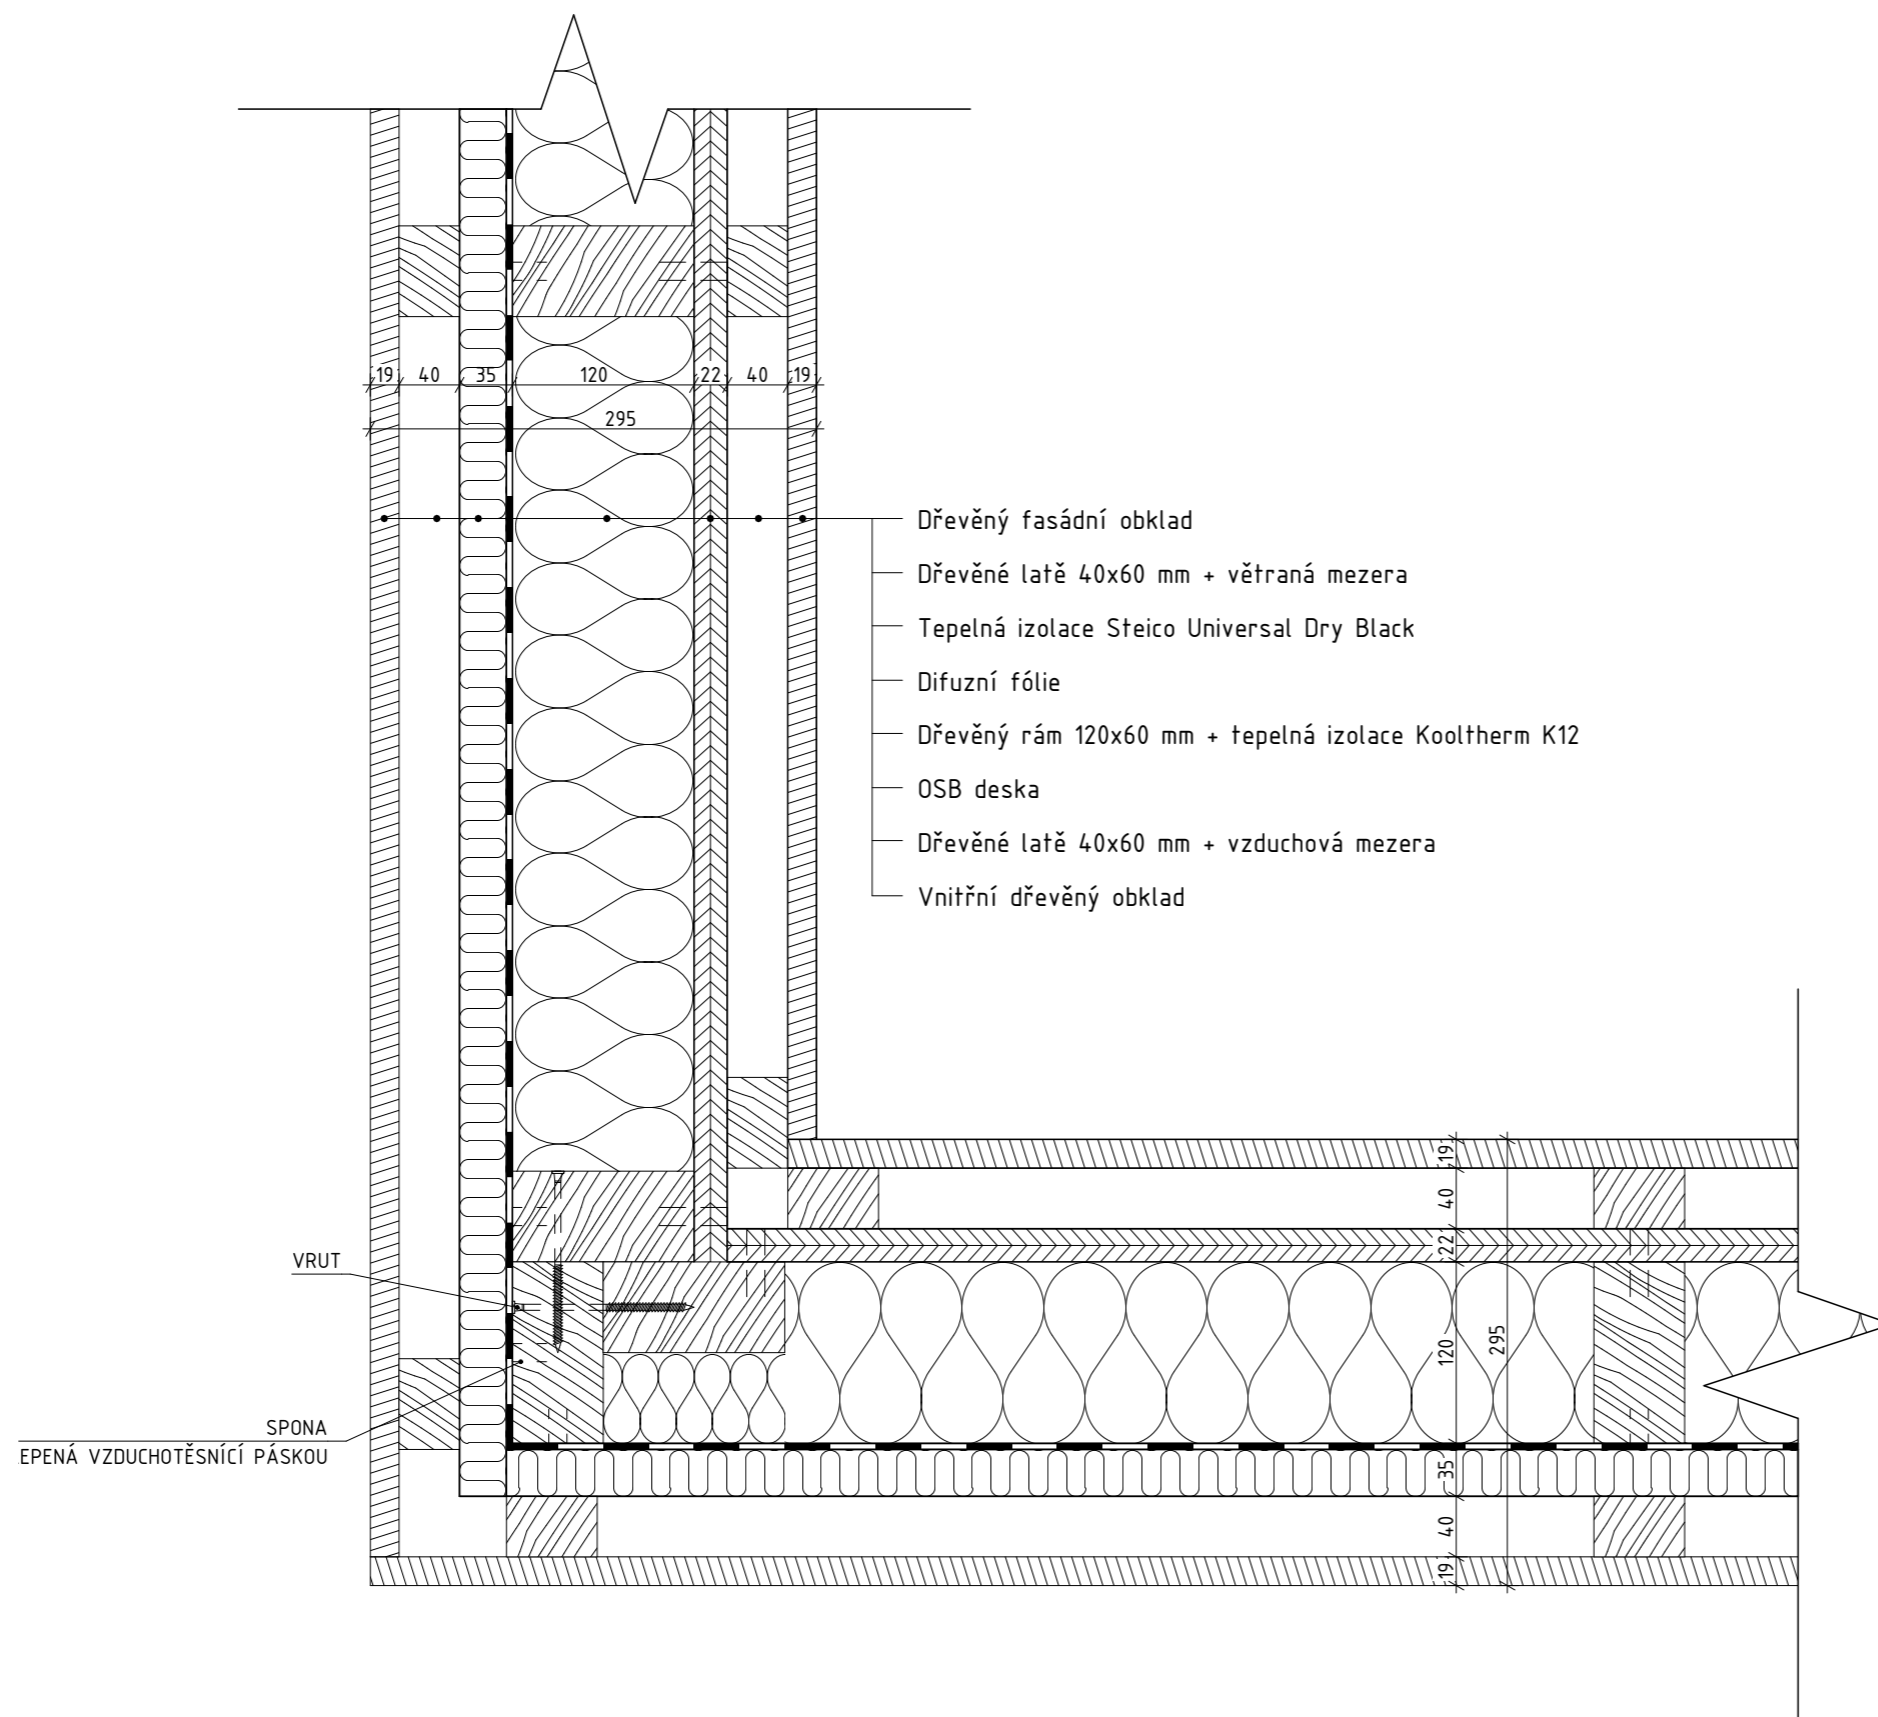 19 40 35 120 22 40 19
295
Dřevěný fasádní obklad
Dřevěné latě 40x60 mm + větraná mezera
Tepelná izolace Steico Universal Dry Black
Difuzní fólie
Dřevěný rám 120x60 mm + tepelná izolace Kooltherm K12
OSB deska
Dřevěné latě 40x60 mm + vzduchová mezera
Vnitřní dřevěný obklad
19
40
22
120
295
35
40
19
VRUT
SPONA
EPENÁ VZDUCHOTĚSNÍCÍ PÁSKOU